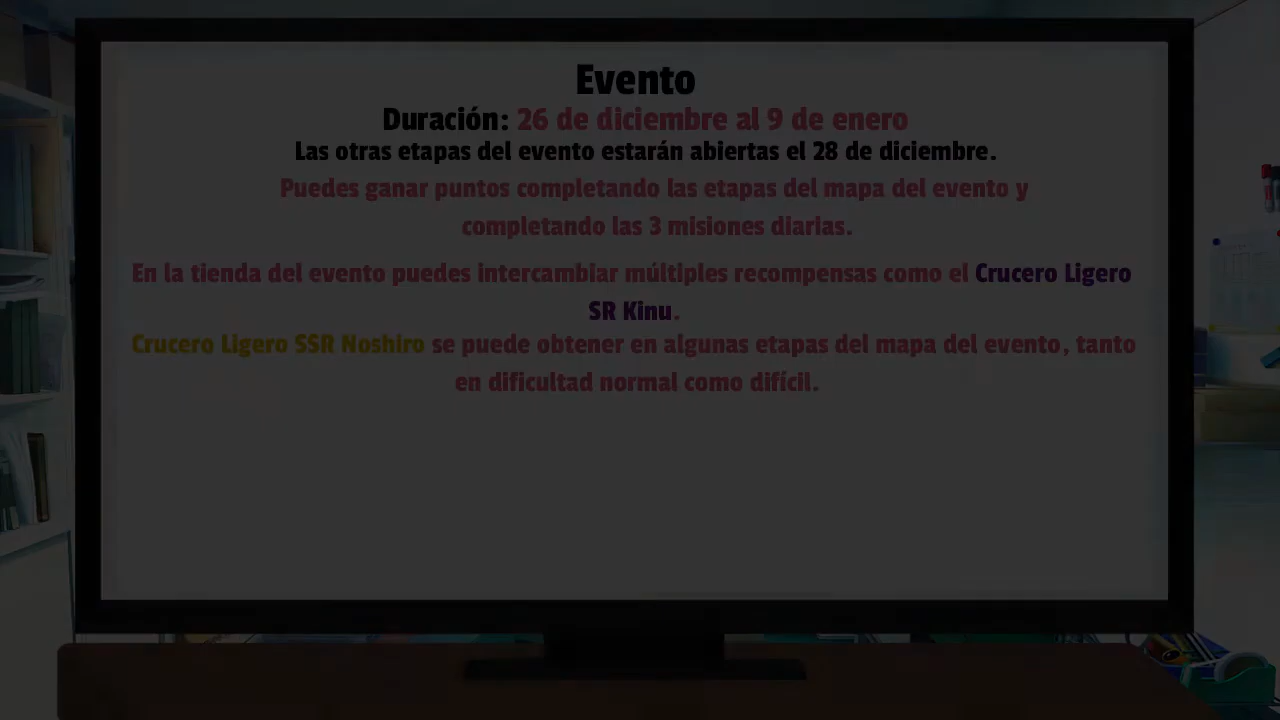 Evento
Duración: 26 de diciembre al 9 de enero
Las otras etapas del evento estarán abiertas el 28 de diciembre.
Puedes ganar puntos completando las etapas del mapa del evento y
completando las 3 misiones diarias.
En la tienda del evento puedes intercambiar múltiples recompensas como el Crucero Ligero
SR Kinu.
Crucero Ligero SSR Noshiro se puede obtener en algunas etapas del mapa del evento, tanto
en dificultad normal como difícil.